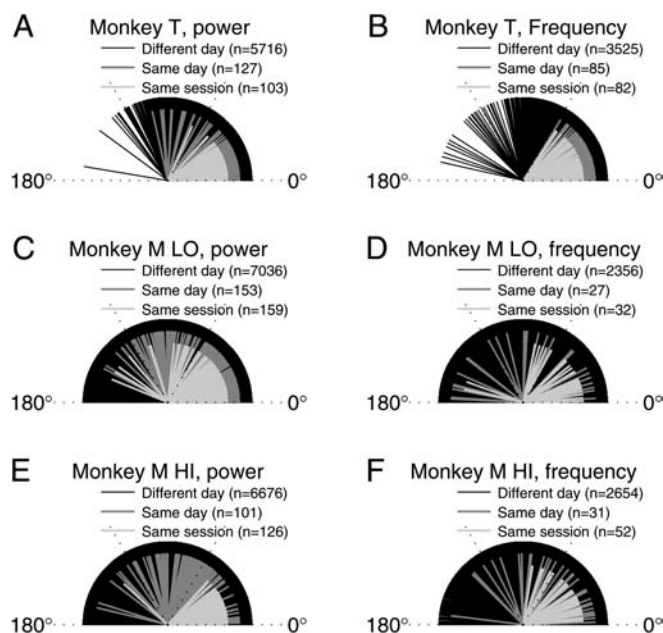 A Monkey T, power
Different day (n=5716)
Same day (n=127)
Same session (n=103)
180° 0°
B Monkey T, Frequency
Different day (n=3525)
Same day (n=85)
Same session (n=82)
180° 0°
C Monkey M LO, power
Different day (n=7036)
Same day (n=153)
Same session (n=159)
180° 0°
D Monkey M LO, frequency
Different day (n=2356)
Same day (n=27)
Same session (n=32)
180° 0°
E Monkey M HI, power
Different day (n=6676)
Same day (n=101)
Same session (n=126)
180° 0°
F Monkey M HI, frequency
Different day (n=2654)
Same day (n=31)
Same session (n=52)
180° 0°